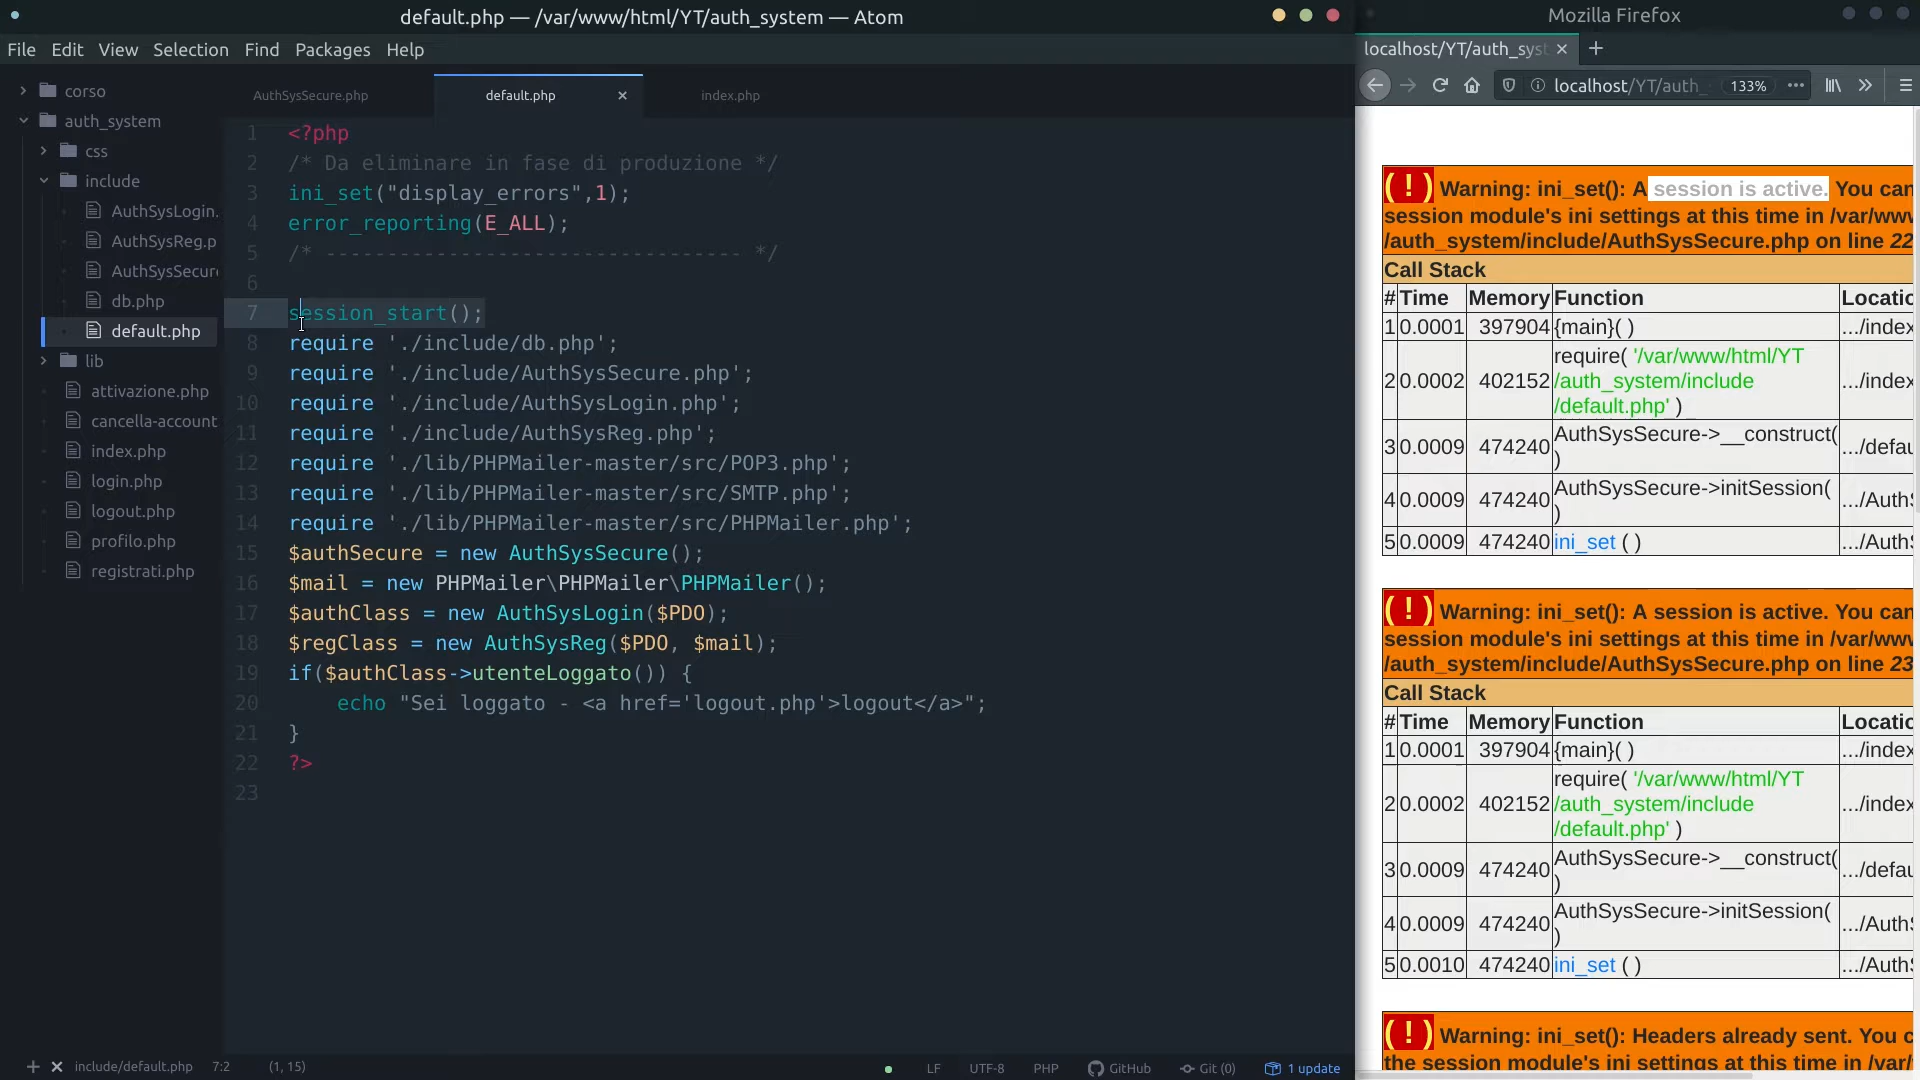 default.php — /var/www/html/YT/auth_system — Atom
File Edit View Selection Find Packages Help
corso
auth_system
css
include
AuthSysLogin.
AuthSysReg.p
AuthSysSecure
db.php
default.php
lib
attivazione.php
cancella-account
index.php
login.php
logout.php
profilo.php
registrati.php
AuthSysSecure.php default.php index.php
1 <?php
2 /* Da eliminare in fase di produzione */
3 ini_set("display_errors",1);
4 error_reporting(E_ALL);
5 /* ---------------------------------- */
6
7 session_start();
8 require './include/db.php';
9 require './include/AuthSysSecure.php';
10 require './include/AuthSysLogin.php';
11 require './include/AuthSysReg.php';
12 require './lib/PHPMailer-master/src/POP3.php';
13 require './lib/PHPMailer-master/src/SMTP.php';
14 require './lib/PHPMailer-master/src/PHPMailer.php';
15 $authSecure = new AuthSysSecure();
16 $mail = new PHPMailer\PHPMailer\PHPMailer();
17 $authClass = new AuthSysLogin($PDO);
18 $regClass = new AuthSysReg($PDO, $mail);
19 if($authClass->utenteLoggato()) {
20 echo "Sei loggato - <a href='logout.php'>logout</a>";
21 }
22 ?>
23
include/default.php 7:2 (1, 15) LF UTF-8 PHP GitHub Git (0) 1 update
Mozilla Firefox
localhost/YT/auth_syst
localhost/YT/auth_ 133%
( ! ) Warning: ini_set(): A session is active. You can
session module's ini settings at this time in /var/www
/auth_system/include/AuthSysSecure.php on line 22
Call Stack
# Time Memory Function Locatio
1 0.0001 397904 {main}( ) .../index
2 0.0002 402152 require( '/var/www/html/YT
/auth_system/include
/default.php' ) .../index
3 0.0009 474240 AuthSysSecure->__construct(
) .../defau
4 0.0009 474240 AuthSysSecure->initSession(
) .../AuthS
5 0.0009 474240 ini_set ( ) .../AuthS
( ! ) Warning: ini_set(): A session is active. You can
session module's ini settings at this time in /var/www
/auth_system/include/AuthSysSecure.php on line 23
Call Stack
# Time Memory Function Locatio
1 0.0001 397904 {main}( ) .../index
2 0.0002 402152 require( '/var/www/html/YT
/auth_system/include
/default.php' ) .../index
3 0.0009 474240 AuthSysSecure->__construct(
) .../defau
4 0.0009 474240 AuthSysSecure->initSession(
) .../AuthS
5 0.0010 474240 ini_set ( ) .../AuthS
( ! ) Warning: ini_set(): Headers already sent. You c
the session module's ini settings at this time in /var/